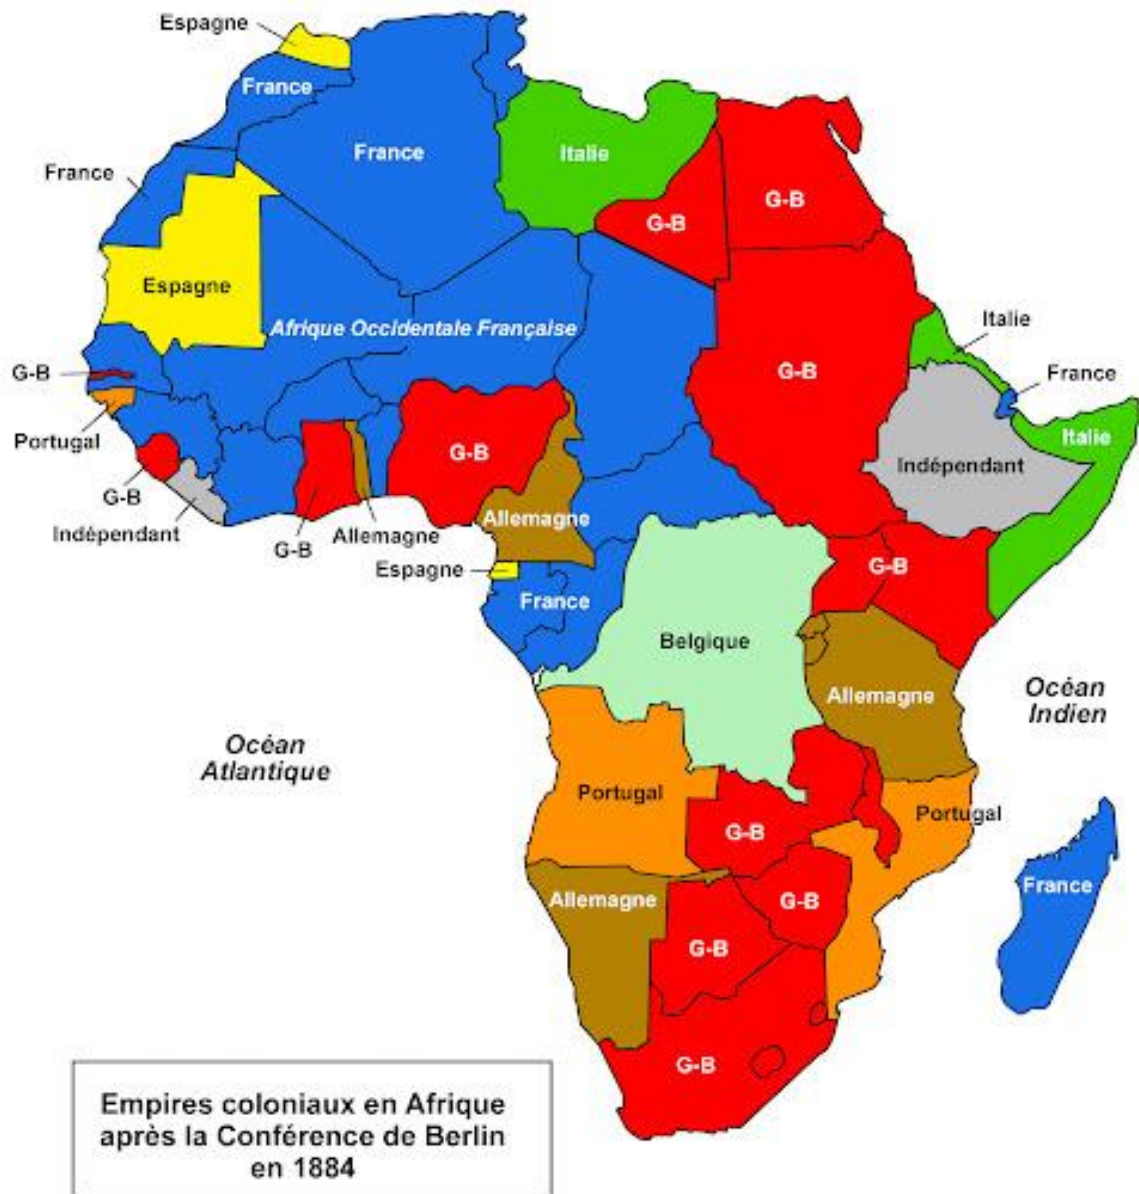 Espagne
France
France
Italie
G-B
G-B
France
Espagne
Afrique Occidentale Française
Italie
G-B
G-B
France
Portugal
G-B
Italie
Indépendant
G-B
Allemagne
Indépendant
G-B
Allemagne
Espagne
G-B
France
Belgique
Allemagne
Océan
Indien
Océan
Atlantique
Portugal
Portugal
G-B
France
Allemagne
G-B
G-B
G-B
Empires coloniaux en Afrique
après la Conférence de Berlin
en 1884